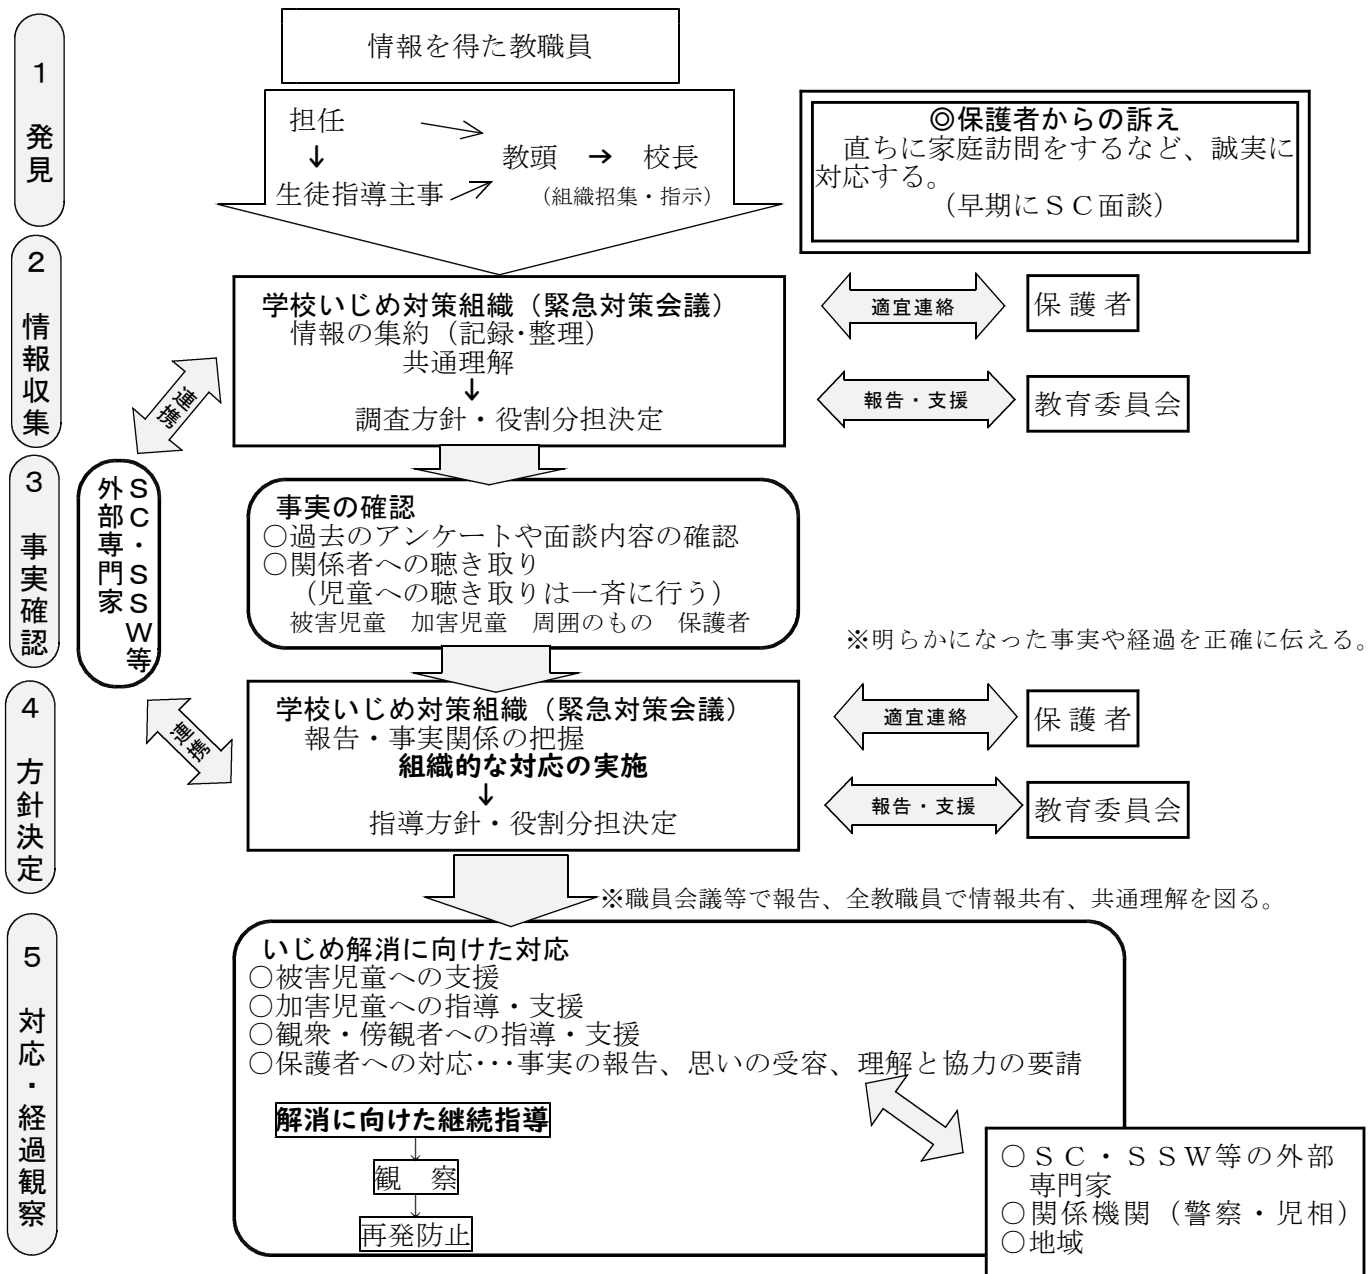 情報を得た教職員
1 発見
担任
↓
生徒指導主事
教頭 → 校長
(組織招集・指示)
◎保護者からの訴え
直ちに家庭訪問をするなど、誠実に
対応する。
(早期にSC面談)
2 情報収集
学校いじめ対策組織(緊急対策会議)
情報の集約(記録・整理)
共通理解
↓
調査方針・役割分担決定
適宜連絡
保護者
報告・支援
教育委員会
連携
3 事実確認
SC・SSW等
外部専門家
事実の確認
○過去のアンケートや面談内容の確認
○関係者への聴き取り
(児童への聴き取りは一斉に行う)
被害児童 加害児童 周囲のもの 保護者
※明らかになった事実や経過を正確に伝える。
4 方針決定
連携
学校いじめ対策組織(緊急対策会議)
報告・事実関係の把握
組織的な対応の実施
↓
指導方針・役割分担決定
適宜連絡
保護者
報告・支援
教育委員会
※職員会議等で報告、全教職員で情報共有、共通理解を図る。
5 対応・経過観察
いじめ解消に向けた対応
○被害児童への支援
○加害児童への指導・支援
○観衆・傍観者への指導・支援
○保護者への対応･･･事実の報告、思いの受容、理解と協力の要請
解消に向けた継続指導
観 察
再発防止
○SC・SSW等の外部
専門家
○関係機関(警察・児相)
○地域